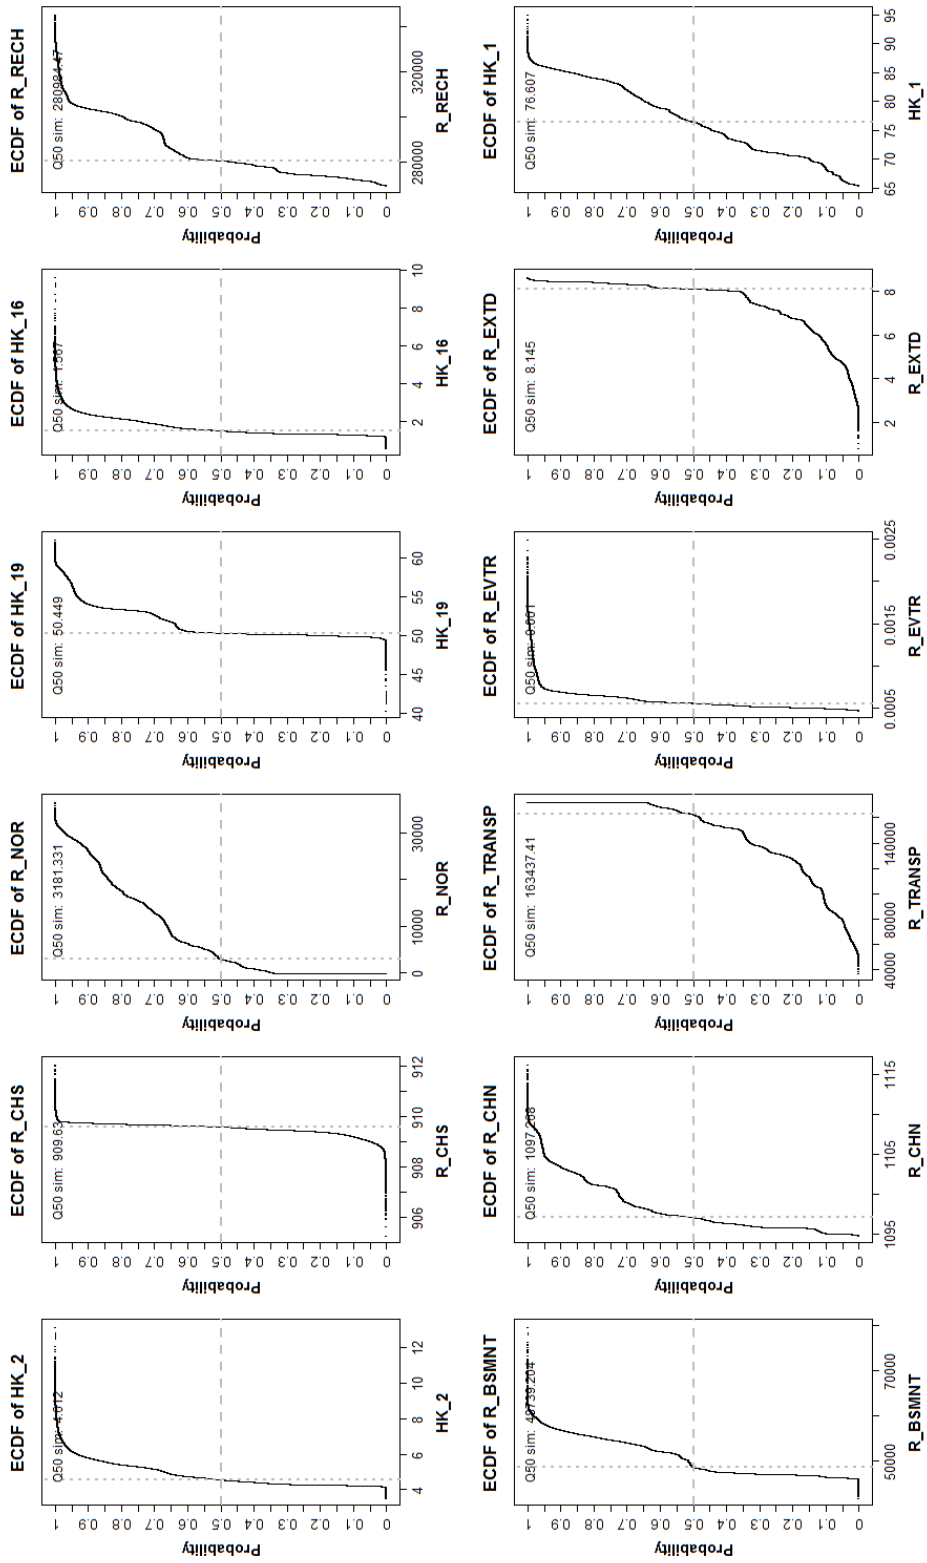 ECDF of HK_2
Q50 sim: 4.612
Probability
0 0.1 0.2 0.3 0.4 0.5 0.6 0.7 0.8 0.9 1
4 6 8 10 12
HK_2
ECDF of R_CHS
Q50 sim: 909.63
Probability
0 0.1 0.2 0.3 0.4 0.5 0.6 0.7 0.8 0.9 1
906 908 910 912
R_CHS
ECDF of R_NOR
Q50 sim: 3181.331
Probability
0 0.1 0.2 0.3 0.4 0.5 0.6 0.7 0.8 0.9 1
0 10000 30000
R_NOR
ECDF of HK_19
Q50 sim: 50.449
Probability
0 0.1 0.2 0.3 0.4 0.5 0.6 0.7 0.8 0.9 1
40 45 50 55 60
HK_19
ECDF of HK_16
Q50 sim: 1.567
Probability
0 0.1 0.2 0.3 0.4 0.5 0.6 0.7 0.8 0.9 1
2 4 6 8 10
HK_16
ECDF of R_RECH
Q50 sim: 280984.47
Probability
0 0.1 0.2 0.3 0.4 0.5 0.6 0.7 0.8 0.9 1
280000 320000
R_RECH
ECDF of R_BSMNT
Q50 sim: 48739.204
Probability
0 0.1 0.2 0.3 0.4 0.5 0.6 0.7 0.8 0.9 1
50000 70000
R_BSMNT
ECDF of R_CHN
Q50 sim:
Probability
0 0.1 0.2 0.3 0.4 0.5 0.6 0.7 0.8 0.9 1
1095 1105 1115
R_CHN
ECDF of R_TRANSP
Q50 sim: 163437.41
Probability
0 0.1 0.2 0.3 0.4 0.5 0.6 0.7 0.8 0.9 1
40000 80000 140000
R_TRANSP
ECDF of R_EVTR
Q50 sim: 0.001
Probability
0 0.1 0.2 0.3 0.4 0.5 0.6 0.7 0.8 0.9 1
0.0005 0.0015 0.0025
R_EVTR
ECDF of R_EXTD
Q50 sim: 8.145
Probability
0 0.1 0.2 0.3 0.4 0.5 0.6 0.7 0.8 0.9 1
2 4 6 8
R_EXTD
ECDF of HK_1
Q50 sim: 76.607
Probability
0 0.1 0.2 0.3 0.4 0.5 0.6 0.7 0.8 0.9 1
65 70 75 80 85 90 95
HK_1